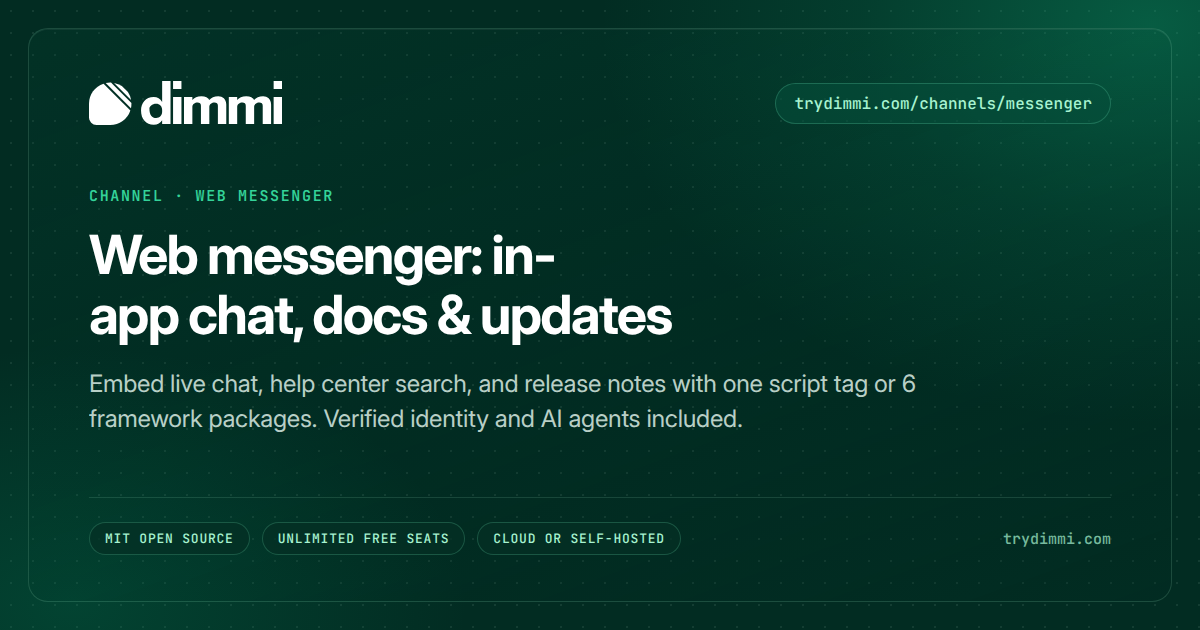 dimmi
trydimmi.com/channels/messenger
CHANNEL · WEB MESSENGER
Web messenger: in-
app chat, docs & updates
Embed live chat, help center search, and release notes with one script tag or 6
framework packages. Verified identity and AI agents included.
MIT OPEN SOURCE
UNLIMITED FREE SEATS
CLOUD OR SELF-HOSTED
trydimmi.com